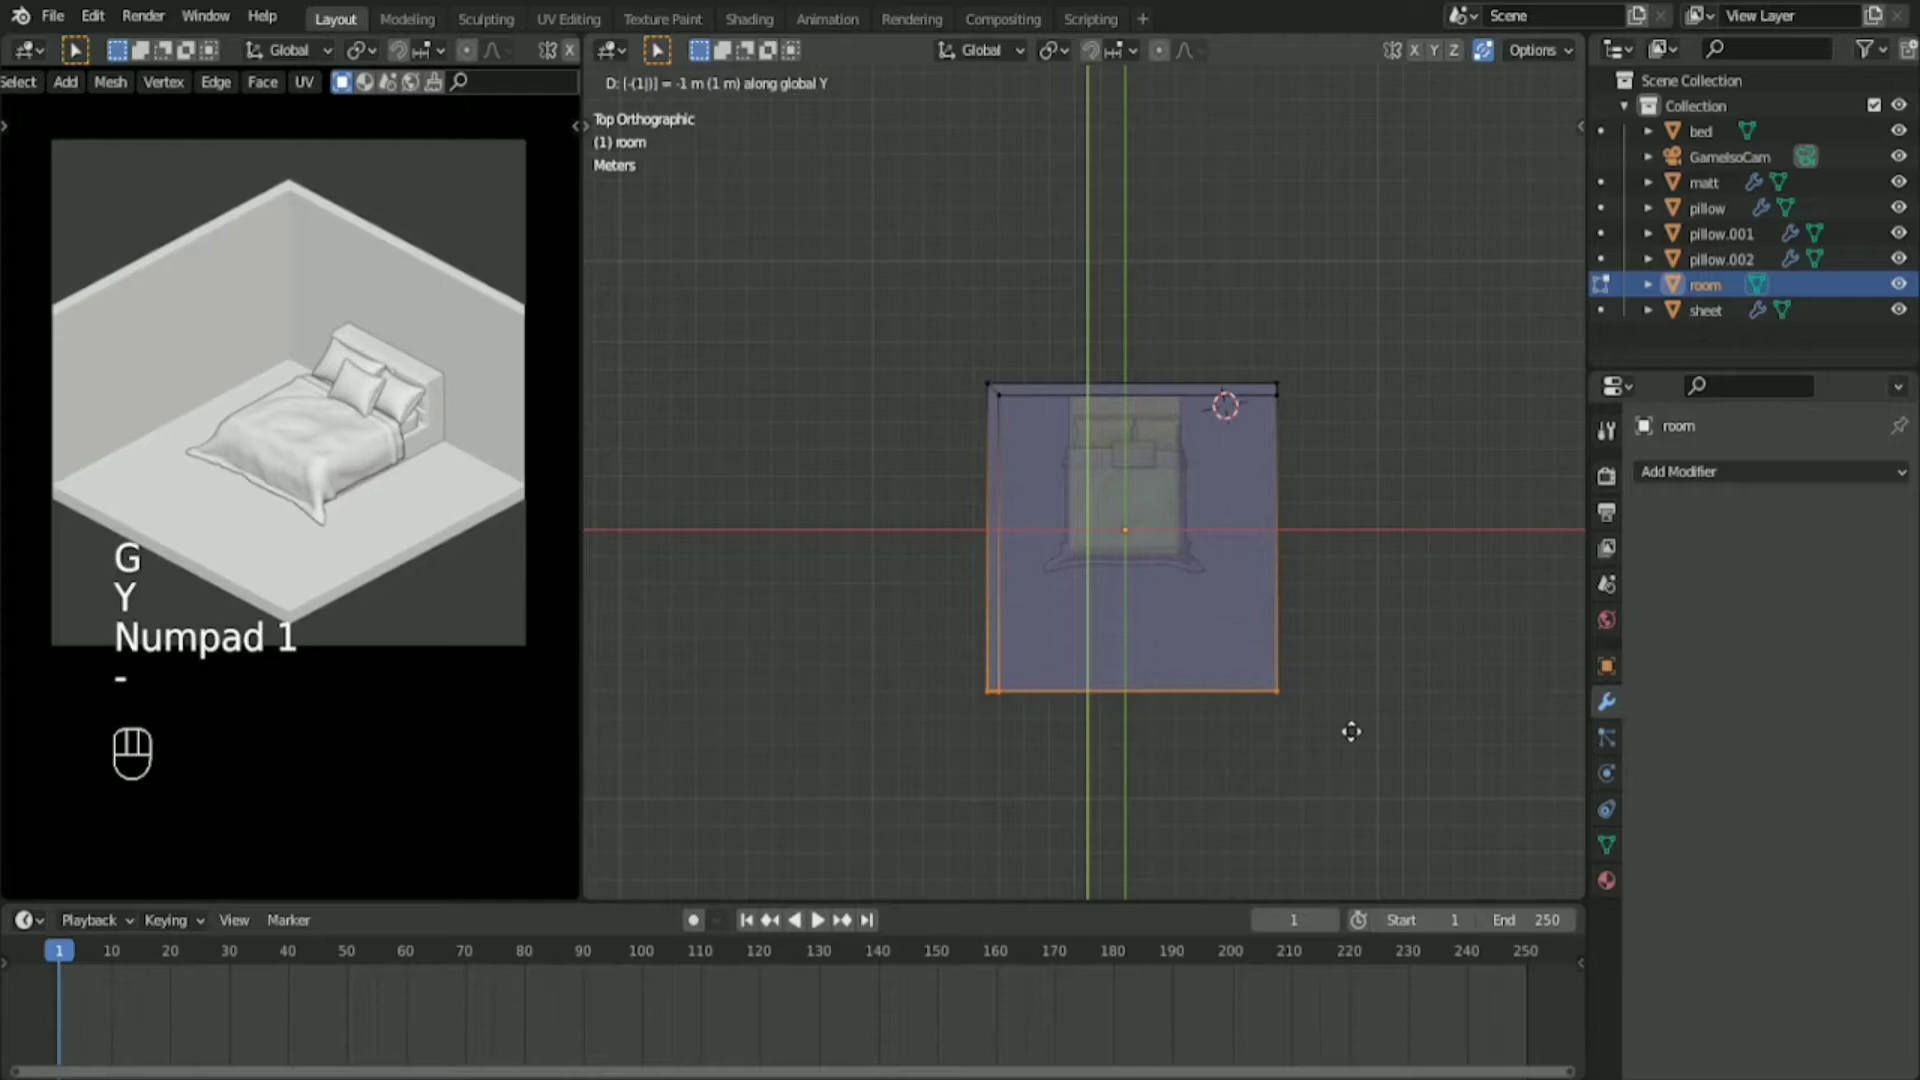 File Edit Render Window Help
Layout Modeling Sculpting UV Editing Texture Paint Shading Animation Rendering Compositing Scripting +
Scene
View Layer
Global X
Global X Y Z Options
Select Add Mesh Vertex Edge Face UV
D: [-(1|)] = -1 m (1 m) along global Y
Top Orthographic
(1) room
Meters
Scene Collection
Collection
bed
GameIsoCam
matt
pillow
pillow.001
pillow.002
room
sheet
room
Add Modifier
G
Y
Numpad 1
-
Playback Keying View Marker
1 Start 1 End 250
1 10 20 30 40 50 60 70 80 90 100 110 120 130 140 150 160 170 180 190 200 210 220 230 240 250